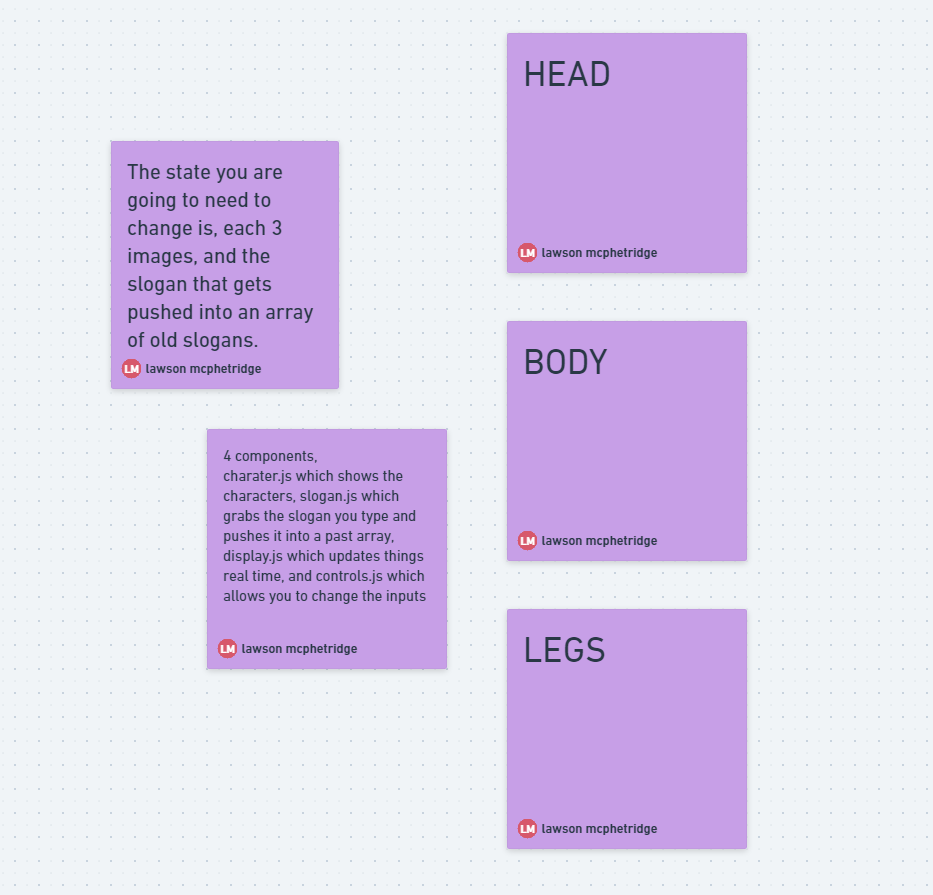 The state you are
going to need to
change is, each 3
images, and the
slogan that gets
pushed into an array
of old slogans.
LM lawson mcphetridge
4 components,
charater.js which shows the
characters, slogan.js which
grabs the slogan you type and
pushes it into a past array,
display.js which updates things
real time, and controls.js which
allows you to change the inputs
LM lawson mcphetridge
HEAD
LM lawson mcphetridge
BODY
LM lawson mcphetridge
LEGS
LM lawson mcphetridge